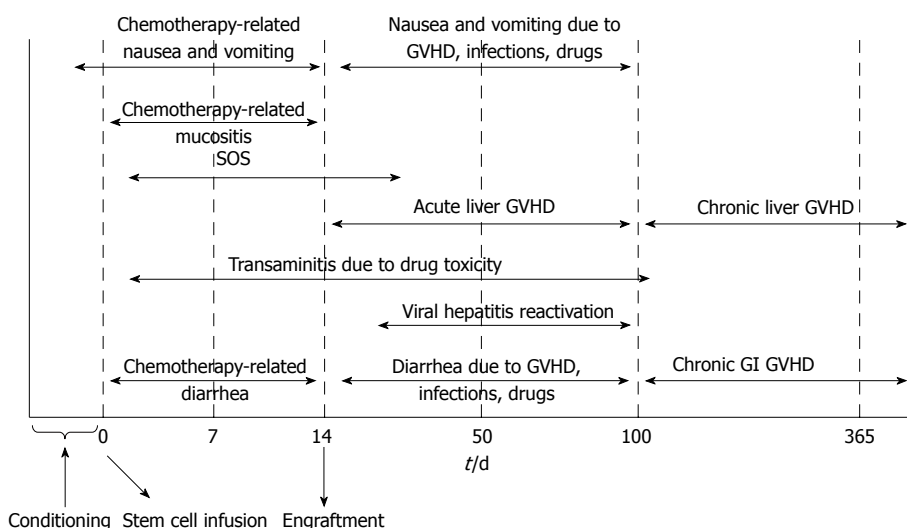 Chemotherapy-related
nausea and vomiting
Nausea and vomiting due to
GVHD, infections, drugs
Chemotherapy-related
mucositis
SOS
Acute liver GVHD
Chronic liver GVHD
Transaminitis due to drug toxicity
Viral hepatitis reactivation
Chemotherapy-related
diarrhea
Diarrhea due to GVHD,
infections, drugs
Chronic GI GVHD
0 7 14 50 100 365
t/d
Conditioning Stem cell infusion Engraftment